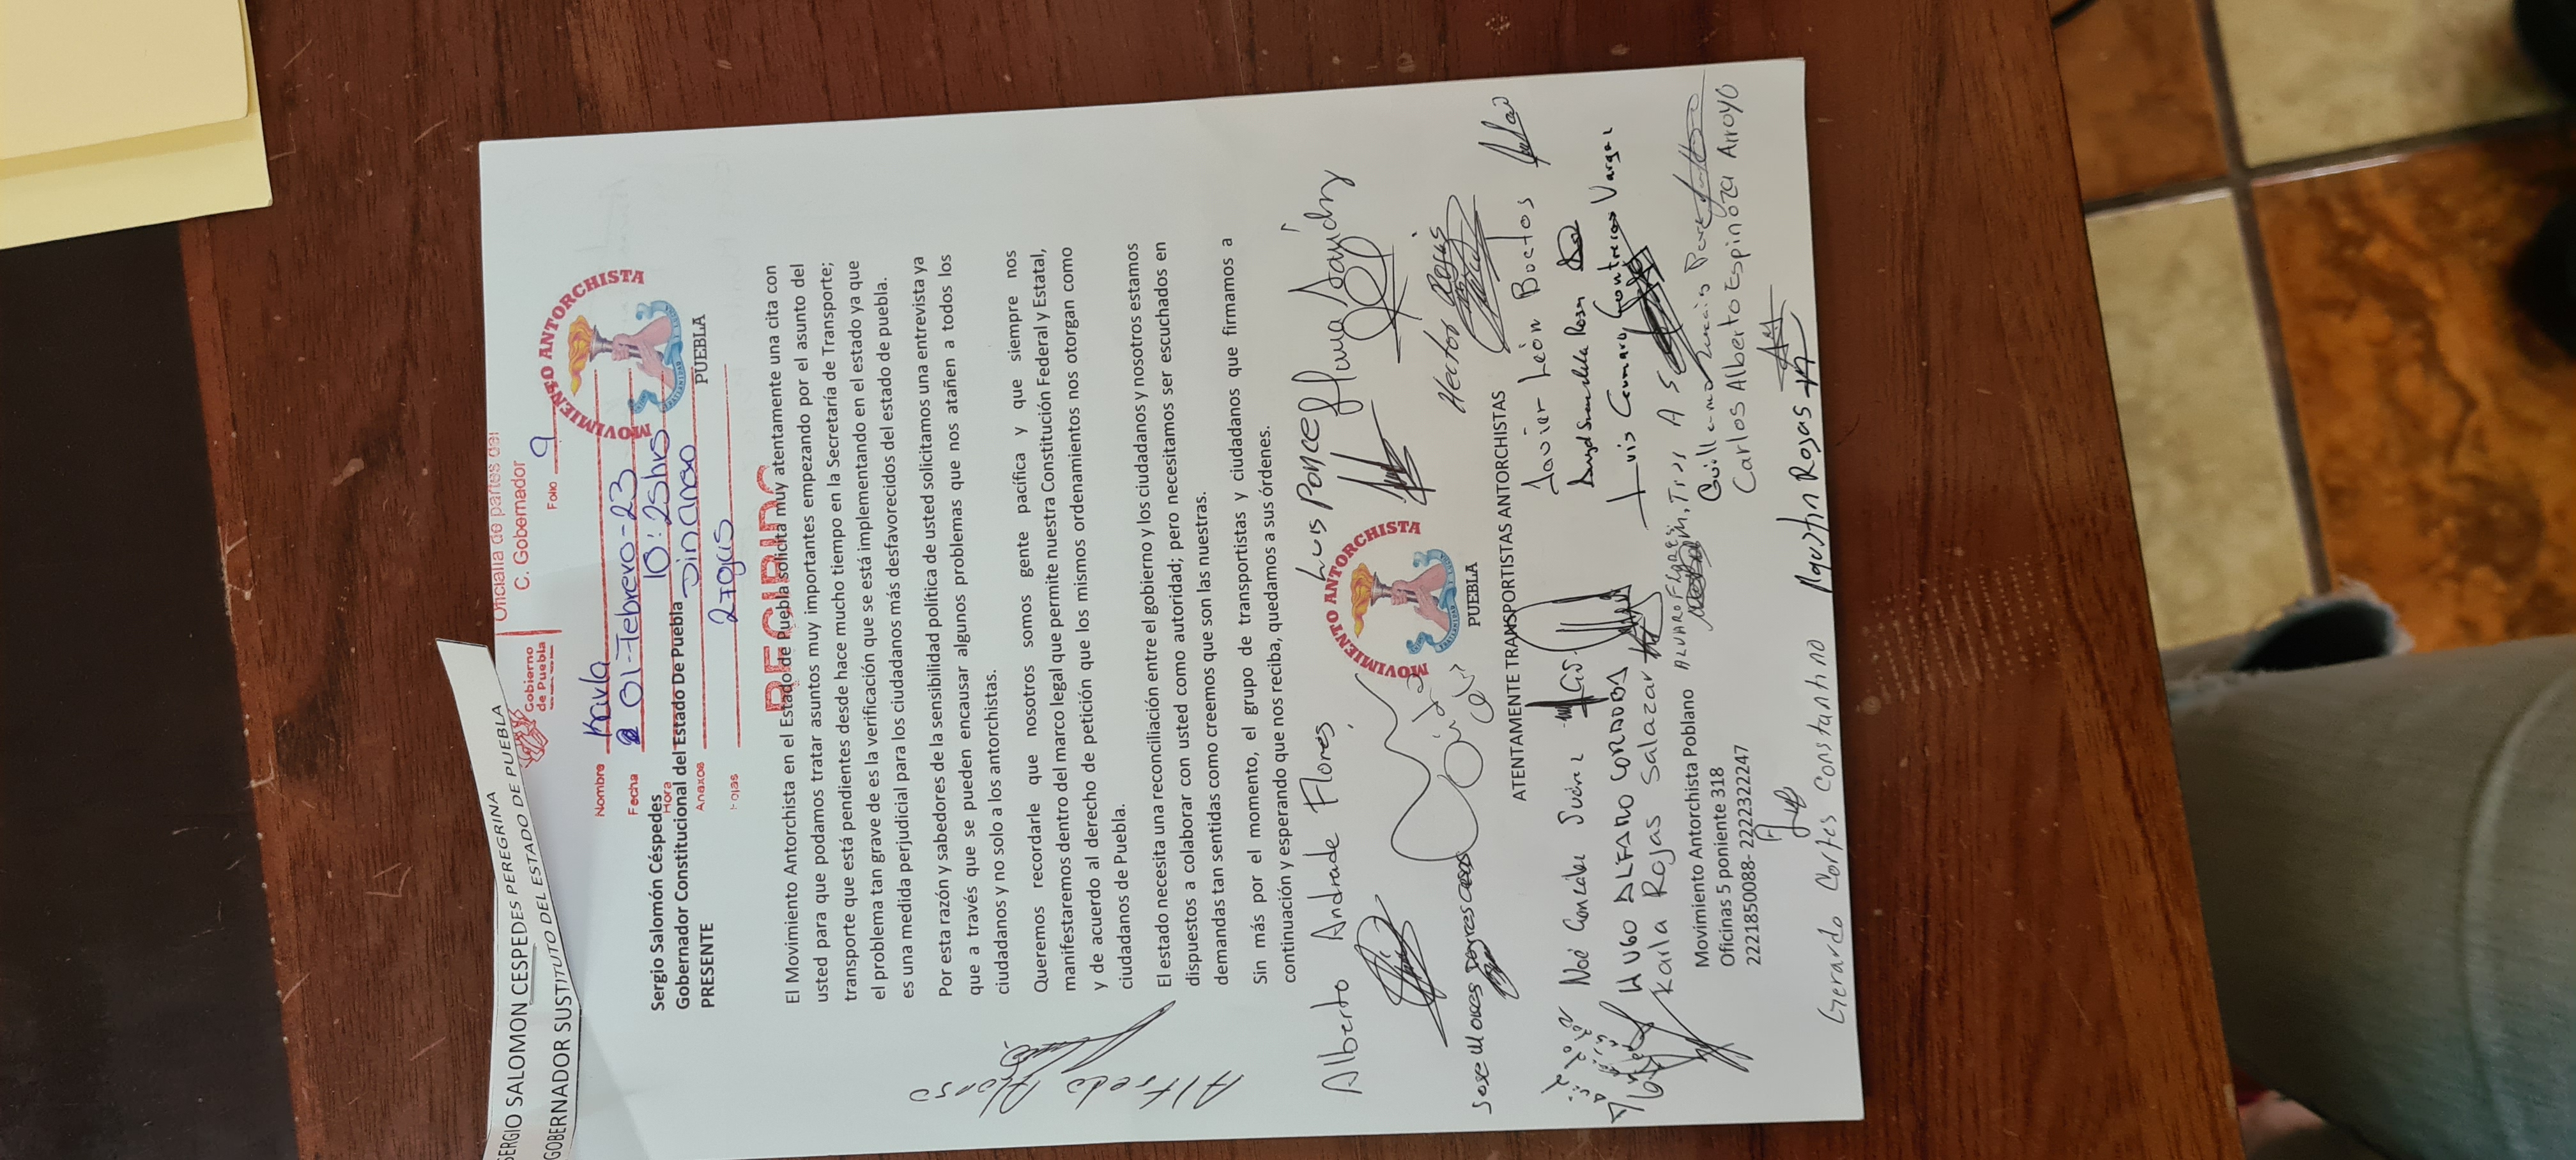 SERGIO SALOMON CESPEDES PEREGRINA
GOBERNADOR SUSTITUTO DEL ESTADO DE PUEBLA
Gobierno
de Puebla
Oficialía de partes del
C. Gobernador
Folio 9
Nombre Karla
Fecha 01-Febrero-23
Hora 10:25hrs
Anexos Sin anexo
Hojas 2
RECIBIDO
MOVIMIENTO ANTORCHISTA
PUEBLA
Sergio Salomón Céspedes
Gobernador Constitucional del Estado De Puebla
PRESENTE
El Movimiento Antorchista en el Estado de Puebla solicita muy atentamente una cita con
usted para que podamos tratar asuntos muy importantes empezando por el asunto del
transporte que está pendientes desde hace mucho tiempo en la Secretaría de Transporte;
el problema tan grave de es la verificación que se está implementando en el estado ya que
es una medida perjudicial para los ciudadanos más desfavorecidos del estado de puebla.
Por esta razón y sabedores de la sensibilidad política de usted solicitamos una entrevista ya
que a través que se pueden encausar algunos problemas que nos atañen a todos los
ciudadanos y no solo a los antorchistas.
Queremos recordarle que nosotros somos gente pacífica y que siempre nos
manifestaremos dentro del marco legal que permite nuestra Constitución Federal y Estatal,
y de acuerdo al derecho de petición que los mismos ordenamientos nos otorgan como
ciudadanos de Puebla.
El estado necesita una reconciliación entre el gobierno y los ciudadanos y nosotros estamos
dispuestos a colaborar con usted como autoridad; pero necesitamos ser escuchados en
demandas tan sentidas como creemos que son las nuestras.
Sin más por el momento, el grupo de transportistas y ciudadanos que firmamos a
continuación y esperando que nos reciba, quedamos a sus órdenes.
Alfredo Alonso
Alberto Andrade Flores
Luis Ponce
MOVIMIENTO ANTORCHISTA
PUEBLA
Hector Rojas
ATENTAMENTE TRANSPORTISTAS ANTORCHISTAS
Javier León Bueltos
Noé González Suárez
HUGO ALFARO CORDOBA
Luis Contreras Vargas
Karla Rojas Salazar
Movimiento Antorchista Poblano
Oficinas 5 poniente 318
2221850088- 2222322247
ALVARO
Carlos Alberto Espinoza Arroyo
Gerardo Cortes Constantino
Agustin Rojas